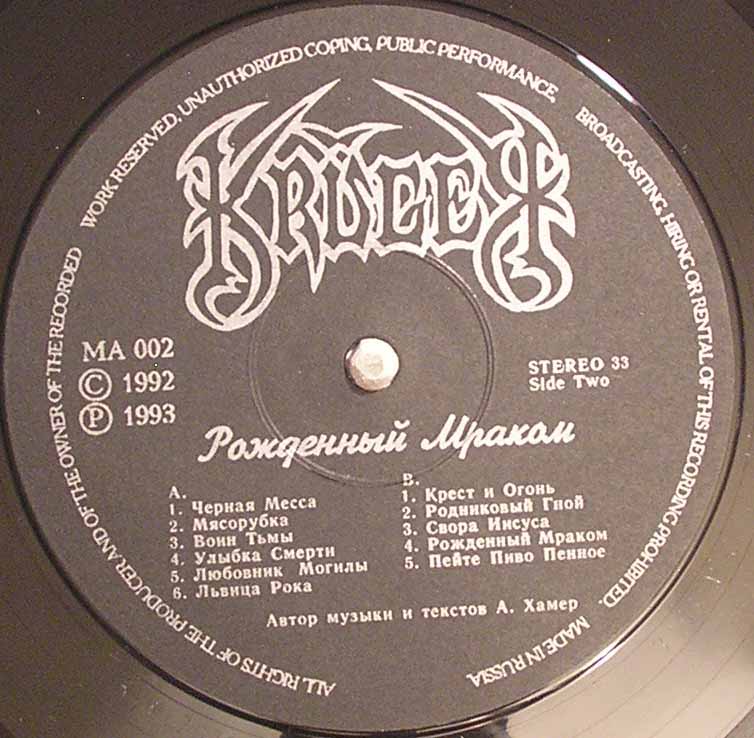 WORK RESERVED, UNAUTHORIZED COPING, PUBLIC PERFORMANCE,
BROADCASTING, HIRING OR RENTAL OF THIS RECORDING PROHIBITED.
ALL RIGHTS OF THE PRODUCER AND OF THE OWNER OF THE RECORDED
MADE IN RUSSIA
KRÜGER
MA 002
© 1992
℗ 1993
STEREO 33
Side Two
Рожденный Мраком
A.
1. Черная Месса
2. Мясорубка
3. Воин Тьмы
4. Улыбка Смерти
5. Любовник Могилы
6. Львица Рока
B.
1. Крест и Огонь
2. Родниковый Гной
3. Свора Иисуса
4. Рожденный Мраком
5. Пейте Пиво Пенное
Автор музыки и текстов А. Хамер